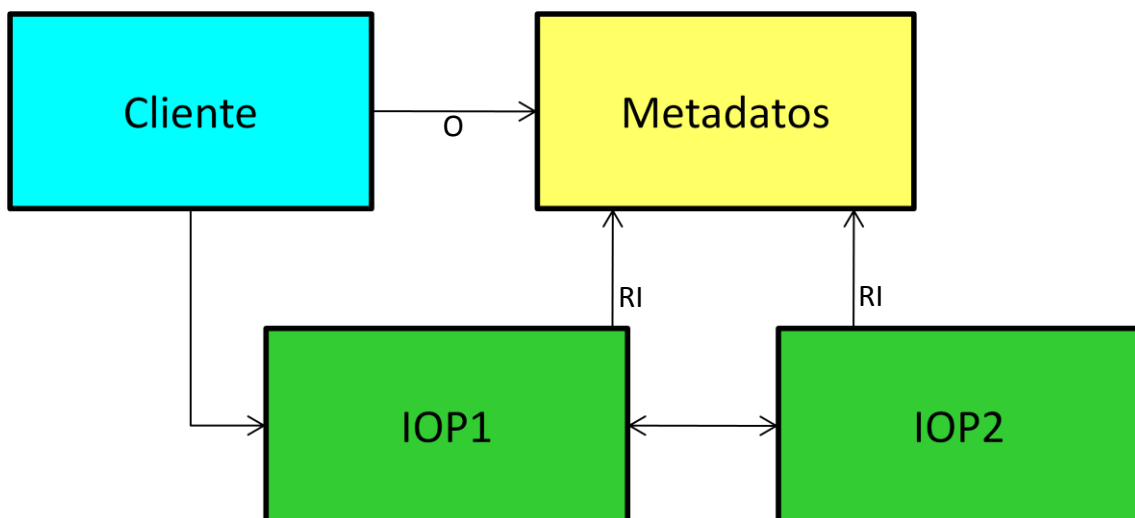 Cliente
Metadatos
O
RI
RI
IOP1
IOP2